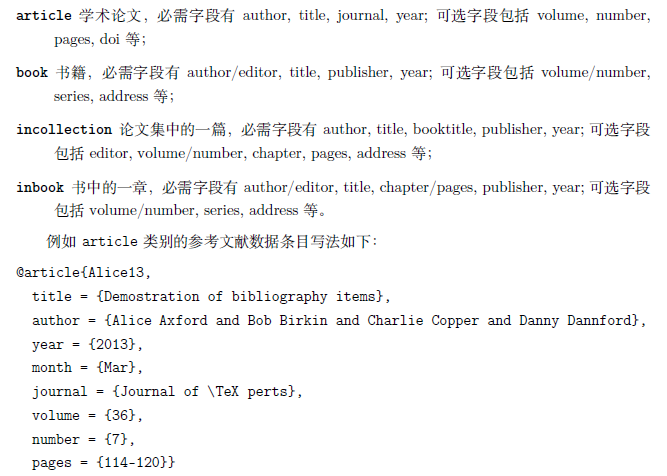 article 学术论文，必需字段有 author, title, journal, year; 可选字段包括 volume, number,
pages, doi 等；
book 书籍，必需字段有 author/editor, title, publisher, year; 可选字段包括 volume/number,
series, address 等；
incollection 论文集中的一篇，必需字段有 author, title, booktitle, publisher, year; 可选字段
包括 editor, volume/number, chapter, pages, address 等；
inbook 书中的一章，必需字段有 author/editor, title, chapter/pages, publisher, year; 可选字段
包括 volume/number, series, address 等。
例如 article 类别的参考文献数据条目写法如下：
@article{Alice13,
title = {Demostration of bibliography items},
author = {Alice Axford and Bob Birkin and Charlie Copper and Danny Dannford},
year = {2013},
month = {Mar},
journal = {Journal of \TeX perts},
volume = {36},
number = {7},
pages = {114-120}}